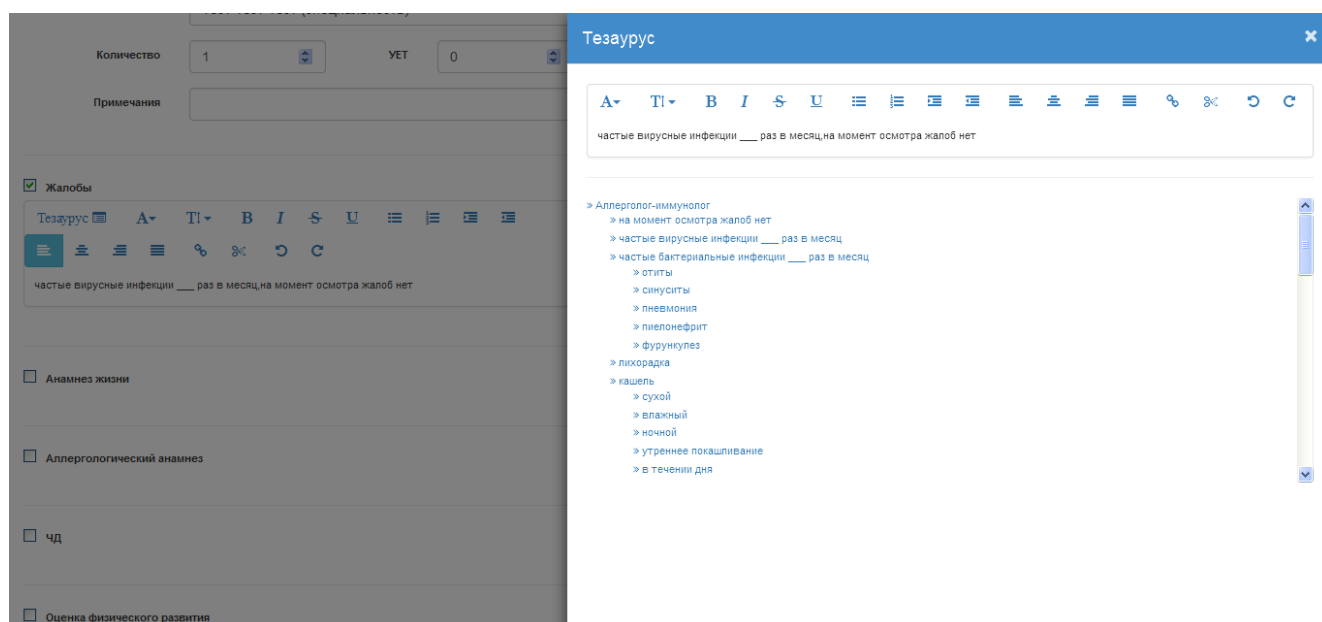 Тезаурус
Количество 1 УЕТ 0
Примечания
A T! B I S U
частые вирусные инфекции ___ раз в месяц,на момент осмотра жалоб нет
Жалобы
Тезаурус A T! B I S U
частые вирусные инфекции ___ раз в месяц,на момент осмотра жалоб нет
» Аллерголог-иммунолог
» на момент осмотра жалоб нет
» частые вирусные инфекции ___ раз в месяц
» частые бактериальные инфекции ___ раз в месяц
» отиты
» синуситы
» пневмония
» пиелонефрит
» фурункулез
» лихорадка
» кашель
» сухой
» влажный
» ночной
» утреннее покашливание
» в течении дня
Анамнез жизни
Аллергологический анамнез
ЧД
Оценка физического развития